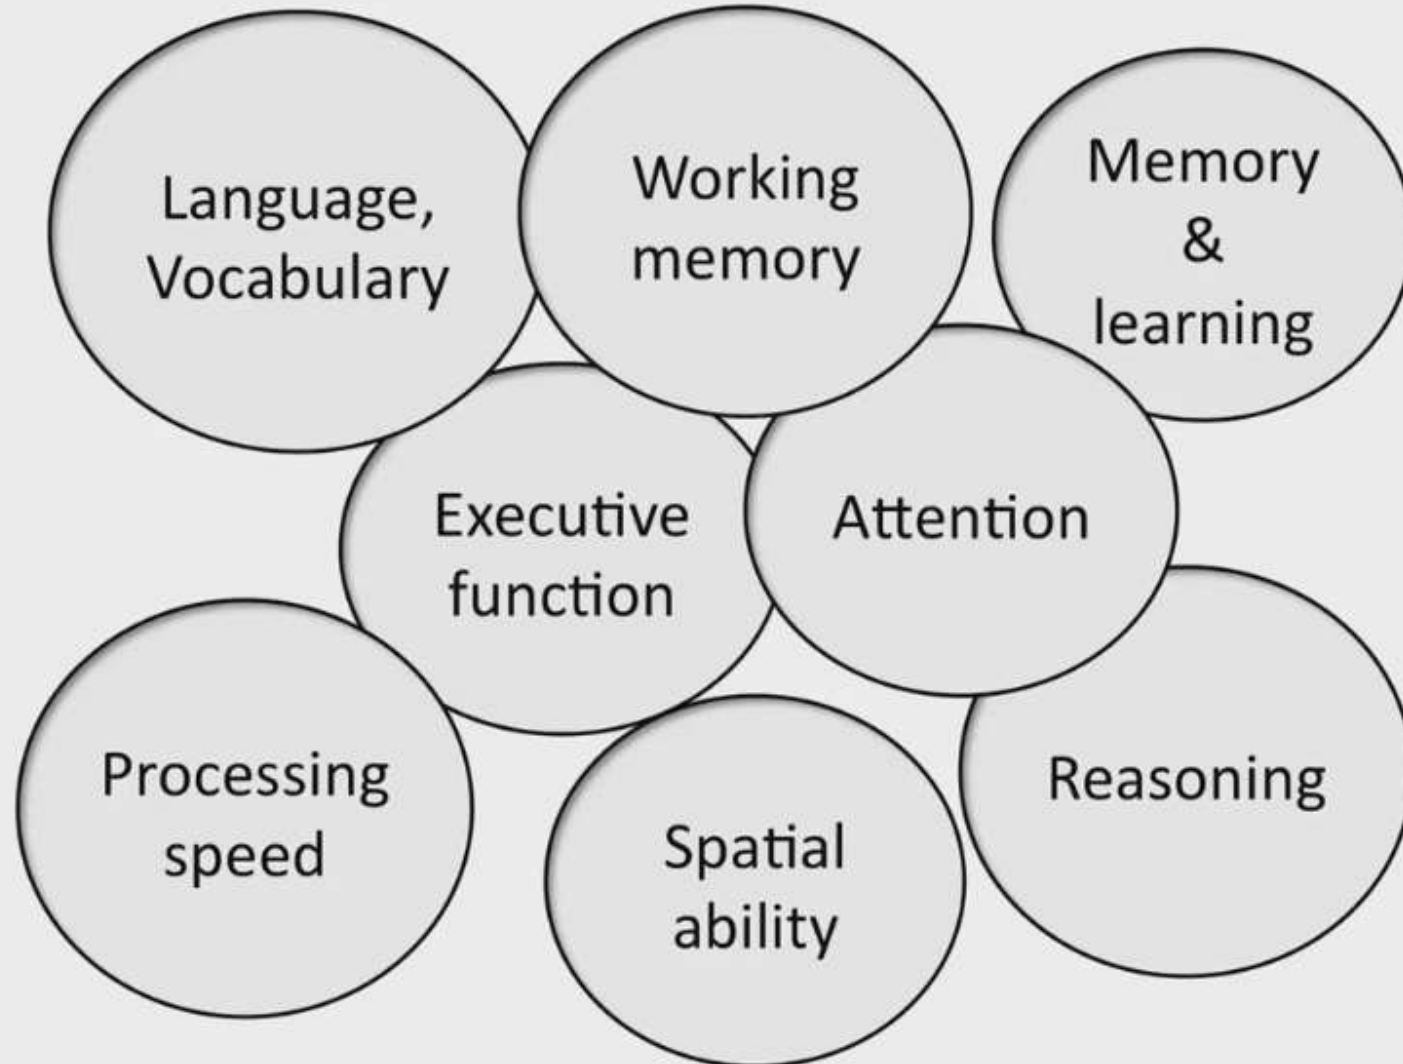 Language,
Vocabulary
Working
memory
Memory
&
learning
Executive
function
Attention
Processing
speed
Spatial
ability
Reasoning